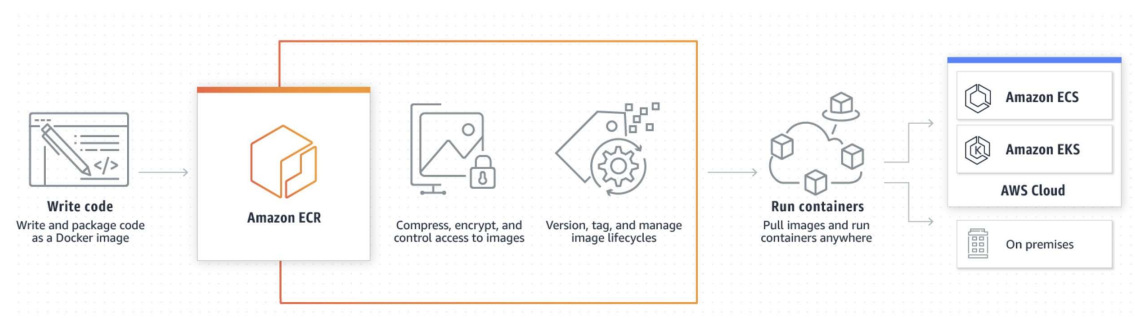 </>
Write code
Write and package code
as a Docker image
Amazon ECR
Compress, encrypt, and
control access to images
Version, tag, and manage
image lifecycles
Run containers
Pull images and run
containers anywhere
Amazon ECS
K
Amazon EKS
AWS Cloud
On premises